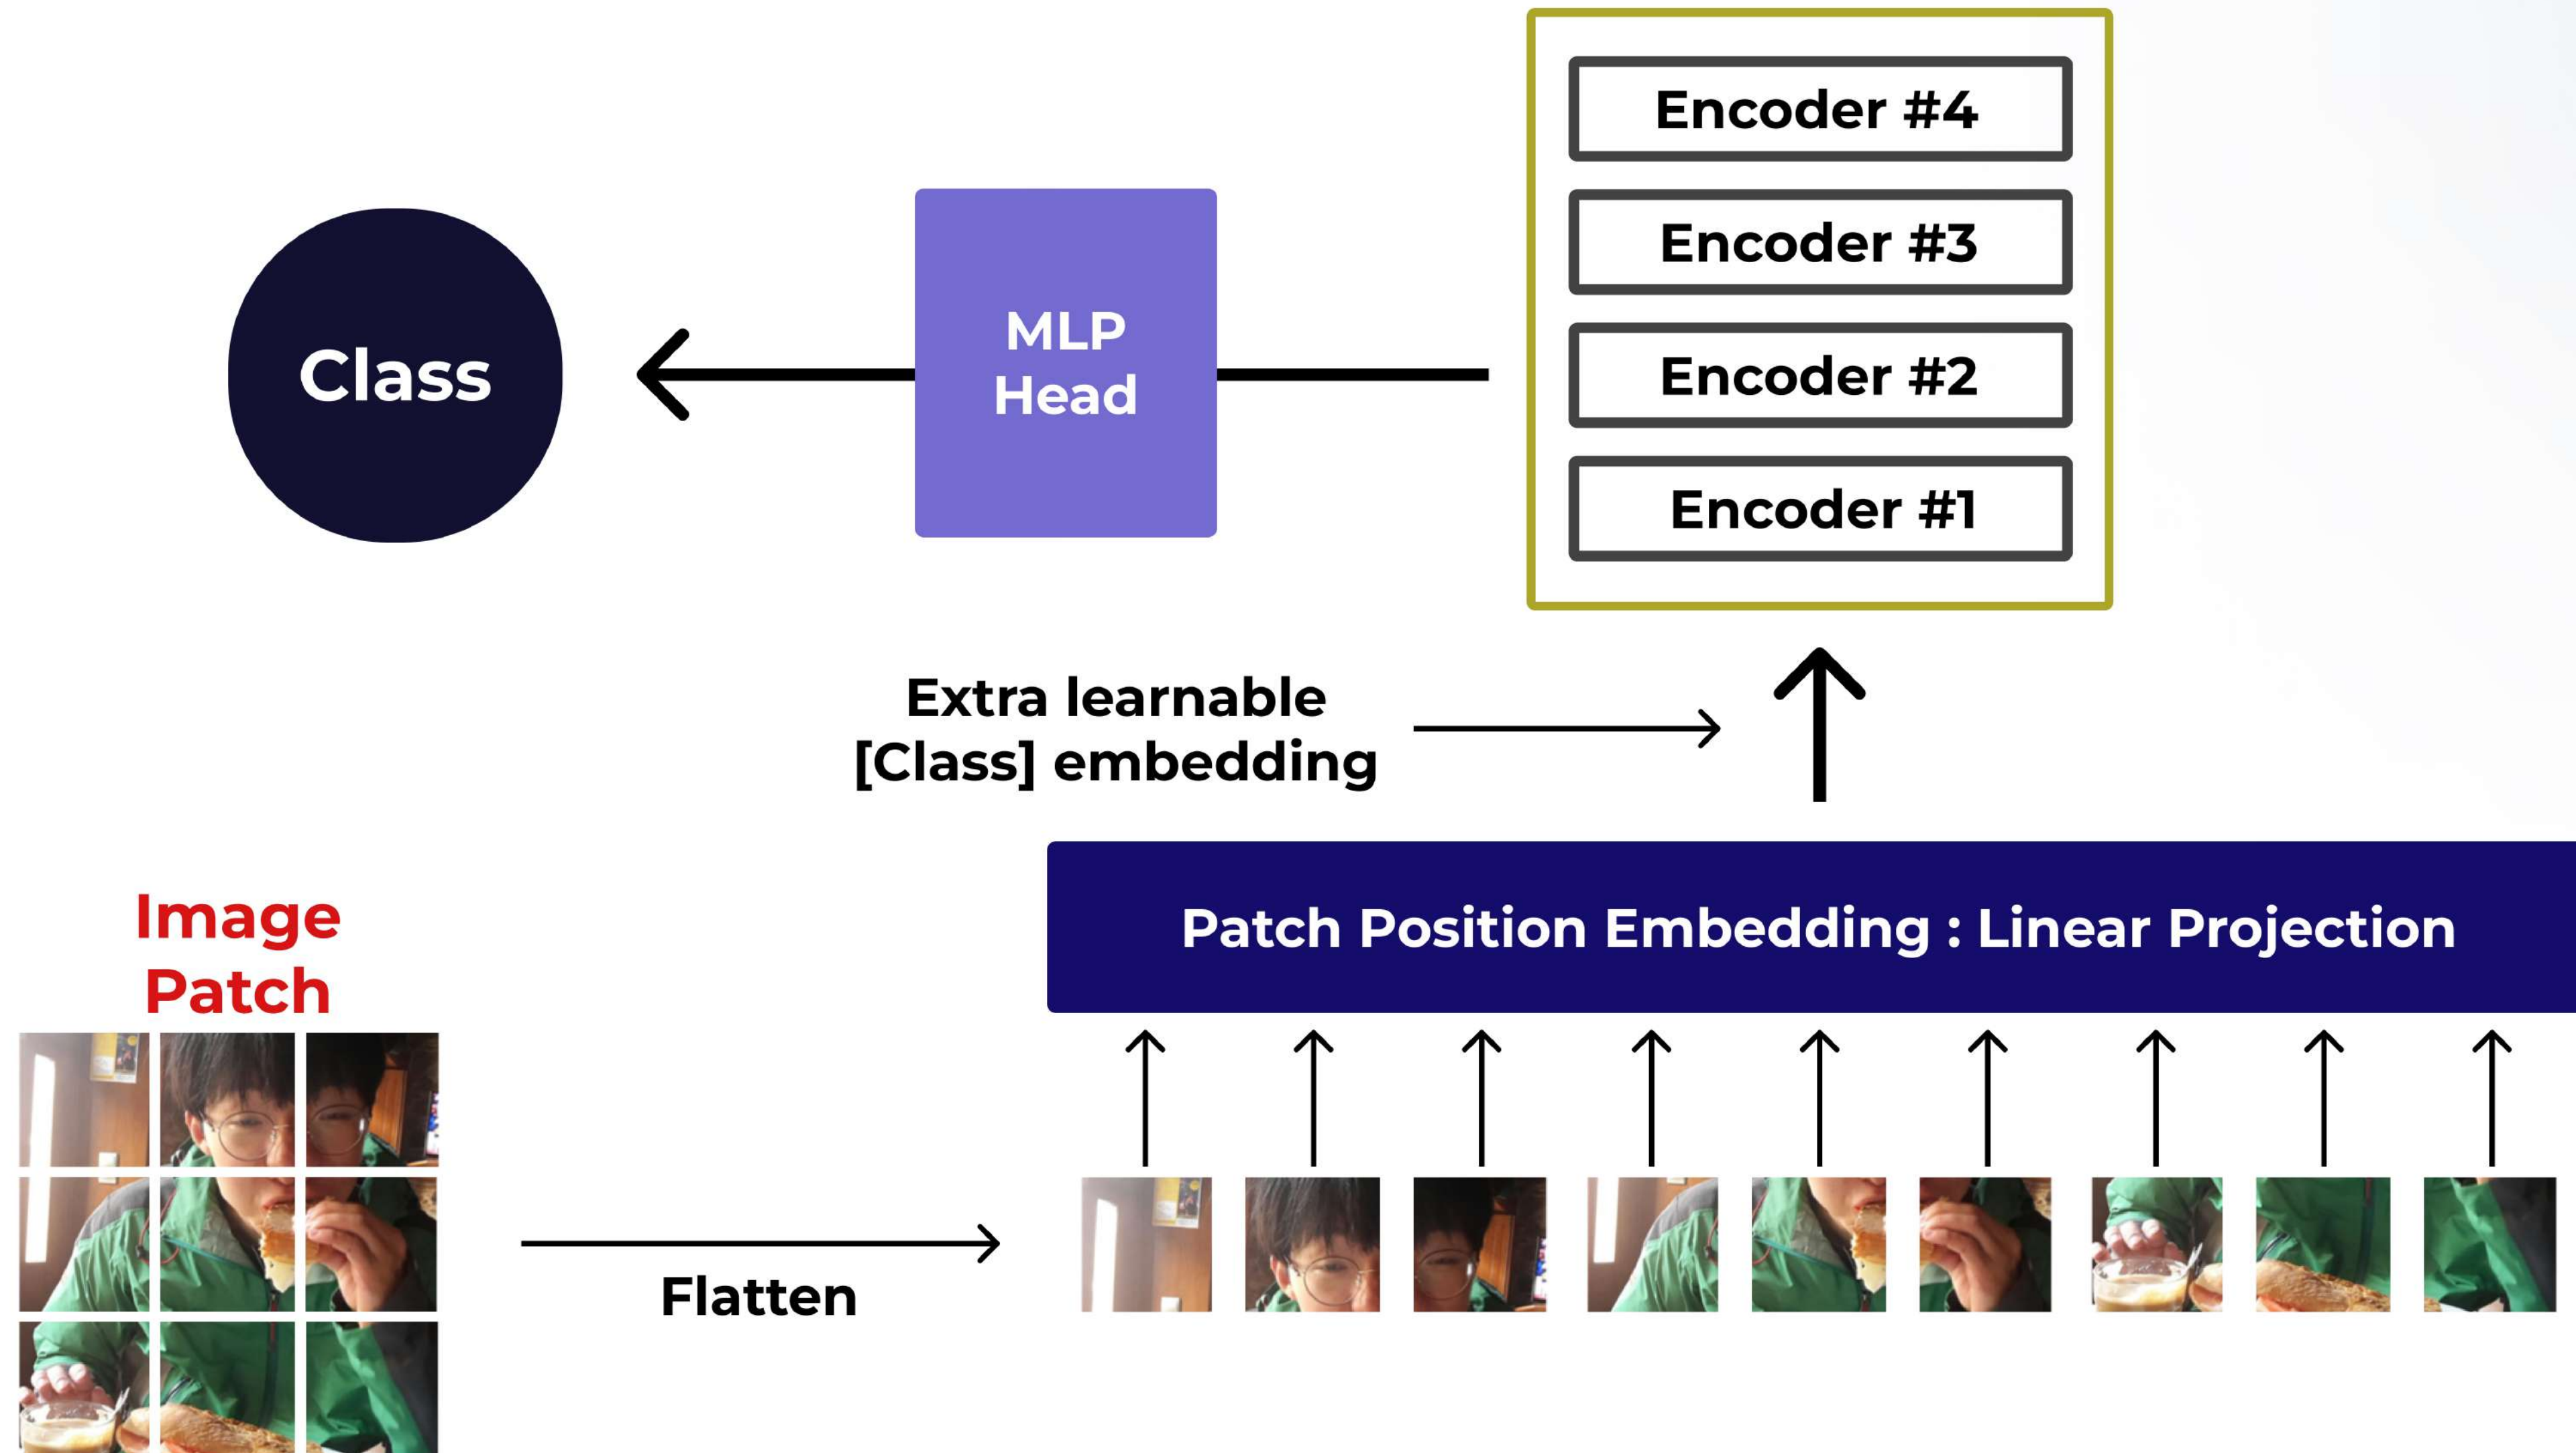 Encoder #4
Encoder #3
Encoder #2
Encoder #1
MLP
Head
Class
Extra learnable
[Class] embedding
Patch Position Embedding : Linear Projection
Image
Patch
Flatten